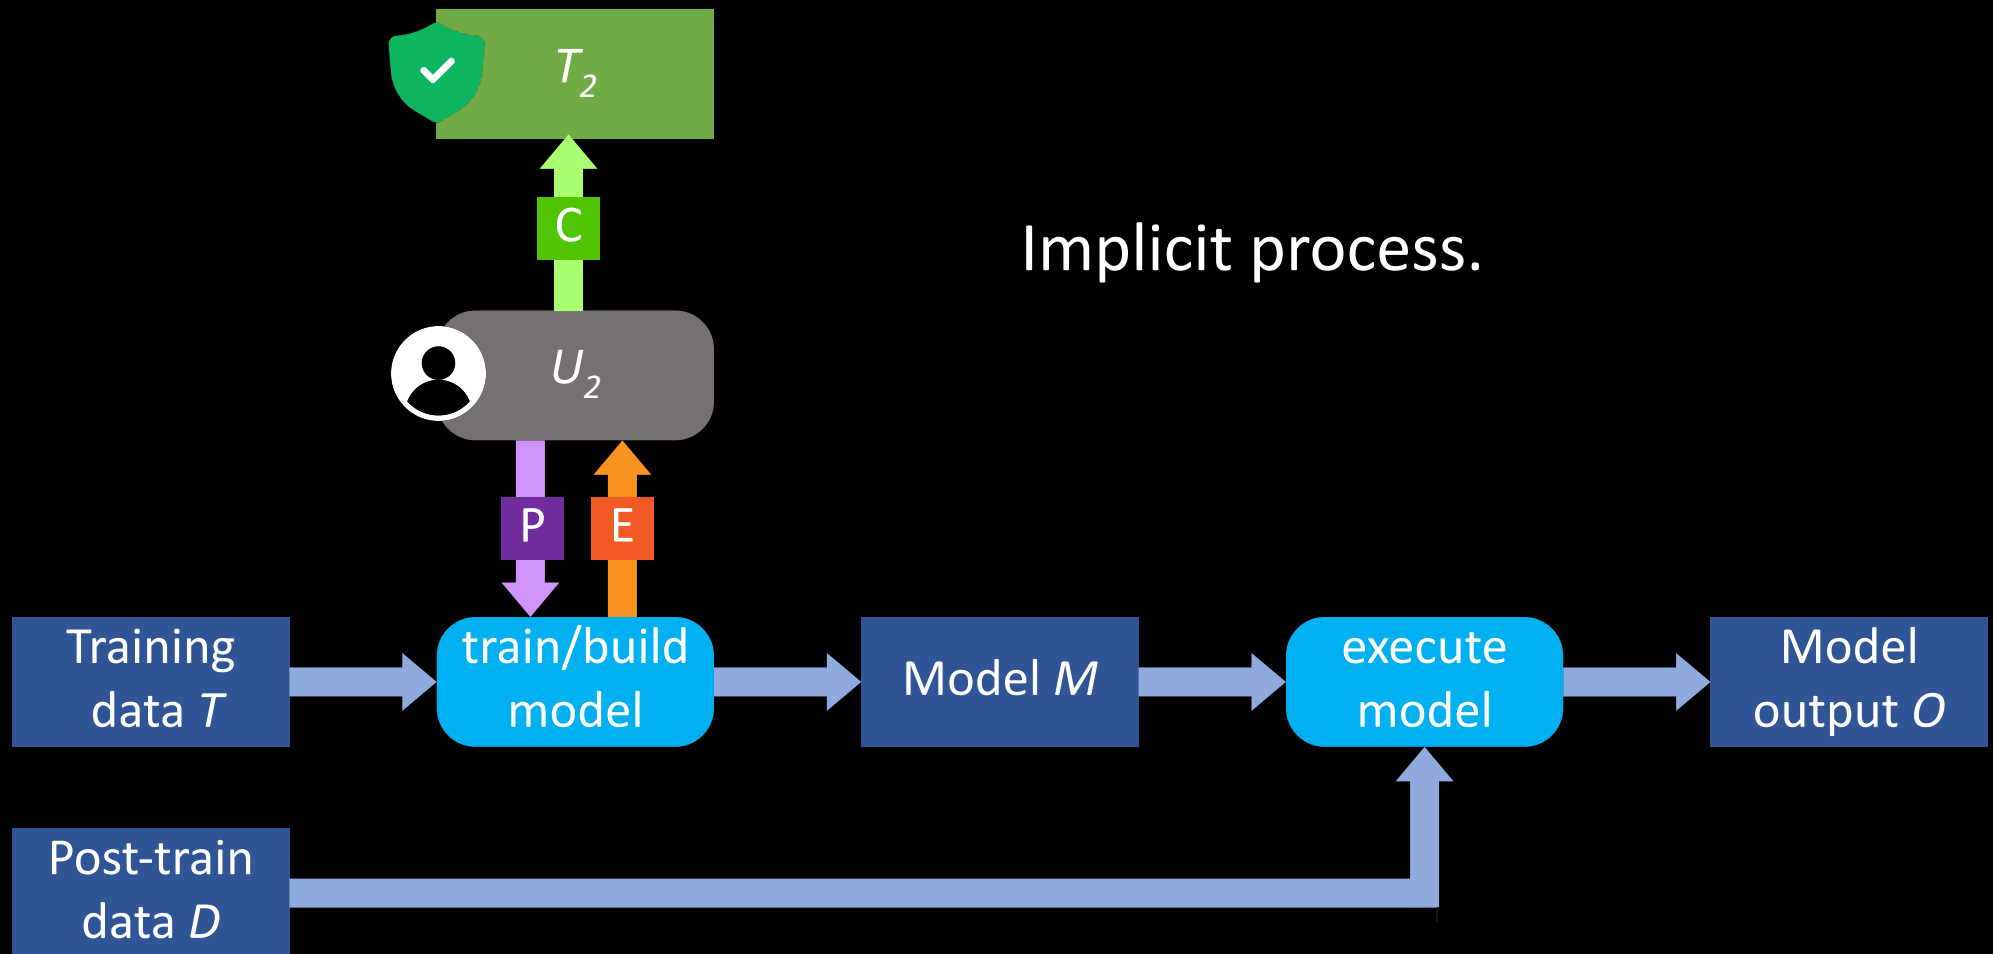 T2
C
Implicit process.
U2
P
E
Training
data T
train/build
model
Model M
execute
model
Model
output O
Post-train
data D